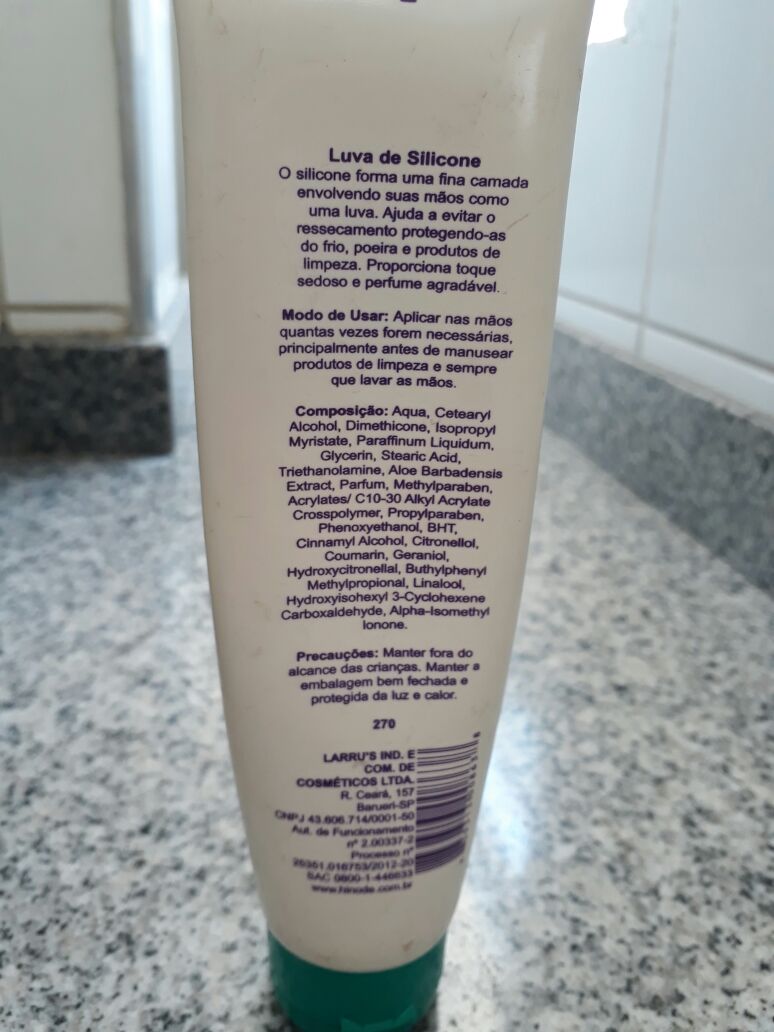 Luva de Silicone
O silicone forma uma fina camada
envolvendo suas mãos como
uma luva. Ajuda a evitar o
ressecamento protegendo-as
do frio, poeira e produtos de
limpeza. Proporciona toque
sedoso e perfume agradável.
Modo de Usar: Aplicar nas mãos
quantas vezes forem necessárias,
principalmente antes de manusear
produtos de limpeza e sempre
que lavar as mãos.
Composição: Aqua, Cetearyl
Alcohol, Dimethicone, Isopropyl
Myristate, Paraffinum Liquidum,
Glycerin, Stearic Acid,
Triethanolamine, Aloe Barbadensis
Extract, Parfum, Methylparaben,
Acrylates/ C10-30 Alkyl Acrylate
Crosspolymer, Propylparaben,
Phenoxyethanol, BHT,
Cinnamyl Alcohol, Citronellol,
Coumarin, Geraniol,
Hydroxycitronellal, Buthylphenyl
Methylpropional, Linalool,
Hydroxyisohexyl 3-Cyclohexene
Carboxaldehyde, Alpha-Isomethyl
Ionone.
Precauções: Manter fora do
alcance das crianças. Manter a
embalagem bem fechada e
protegida da luz e calor.
270
LARRU'S IND. E
COM. DE
COSMÉTICOS LTDA.
R. Ceará, 157
Barueri-SP
CNPJ 43.606.714/0001-50
Aut. de Funcionamento
nº 2.00337-2
Processo nº
SAC 0800-1-446633
www.hinode.com.br